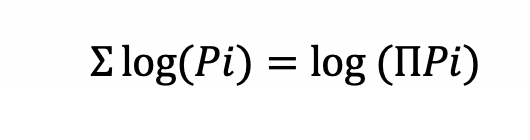 Σ log(Pi) = log (ΠPi)